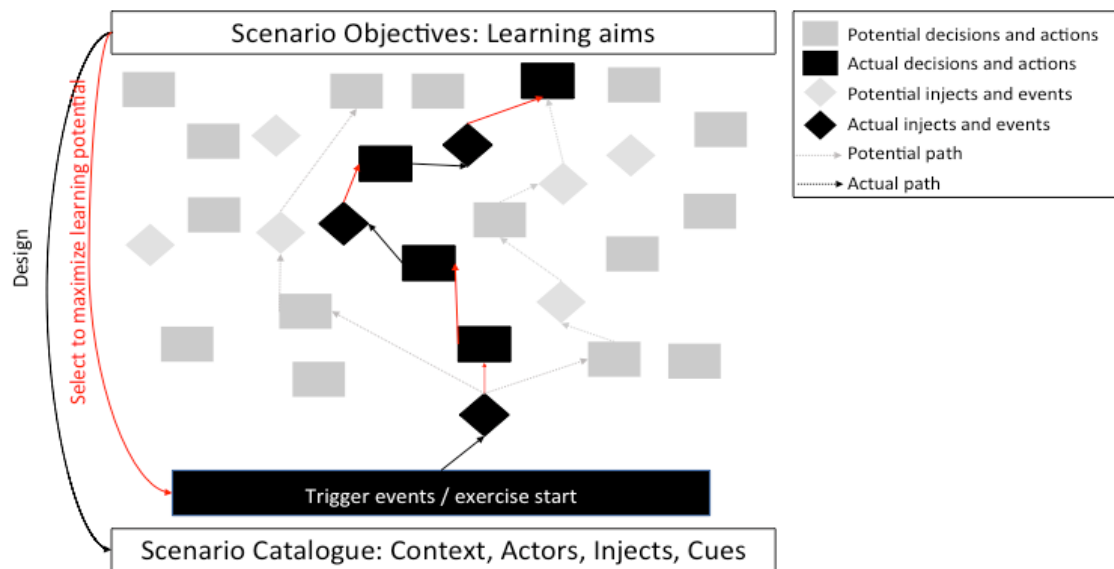 Scenario Objectives: Learning aims
Potential decisions and actions
Actual decisions and actions
Potential injects and events
Actual injects and events
Potential path
Actual path
Design
Select to maximize learning potential
Trigger events / exercise start
Scenario Catalogue: Context, Actors, Injects, Cues